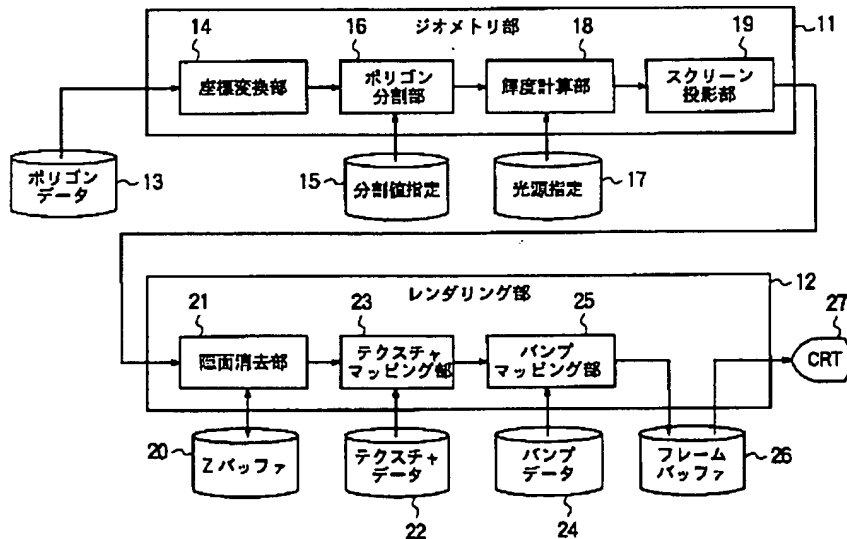 ジオメトリ部
11
14
座標変換部
16
ポリゴン
分割部
18
輝度計算部
19
スクリーン
投影部
ポリゴン
データ
13
15
分割値指定
17
光源指定
レンダリング部
12
21
隠面消去部
23
テクスチャ
マッピング部
25
バンプ
マッピング部
27
CRT
20
Zバッファ
テクスチャ
データ
22
バンプ
データ
24
フレーム
バッファ
26